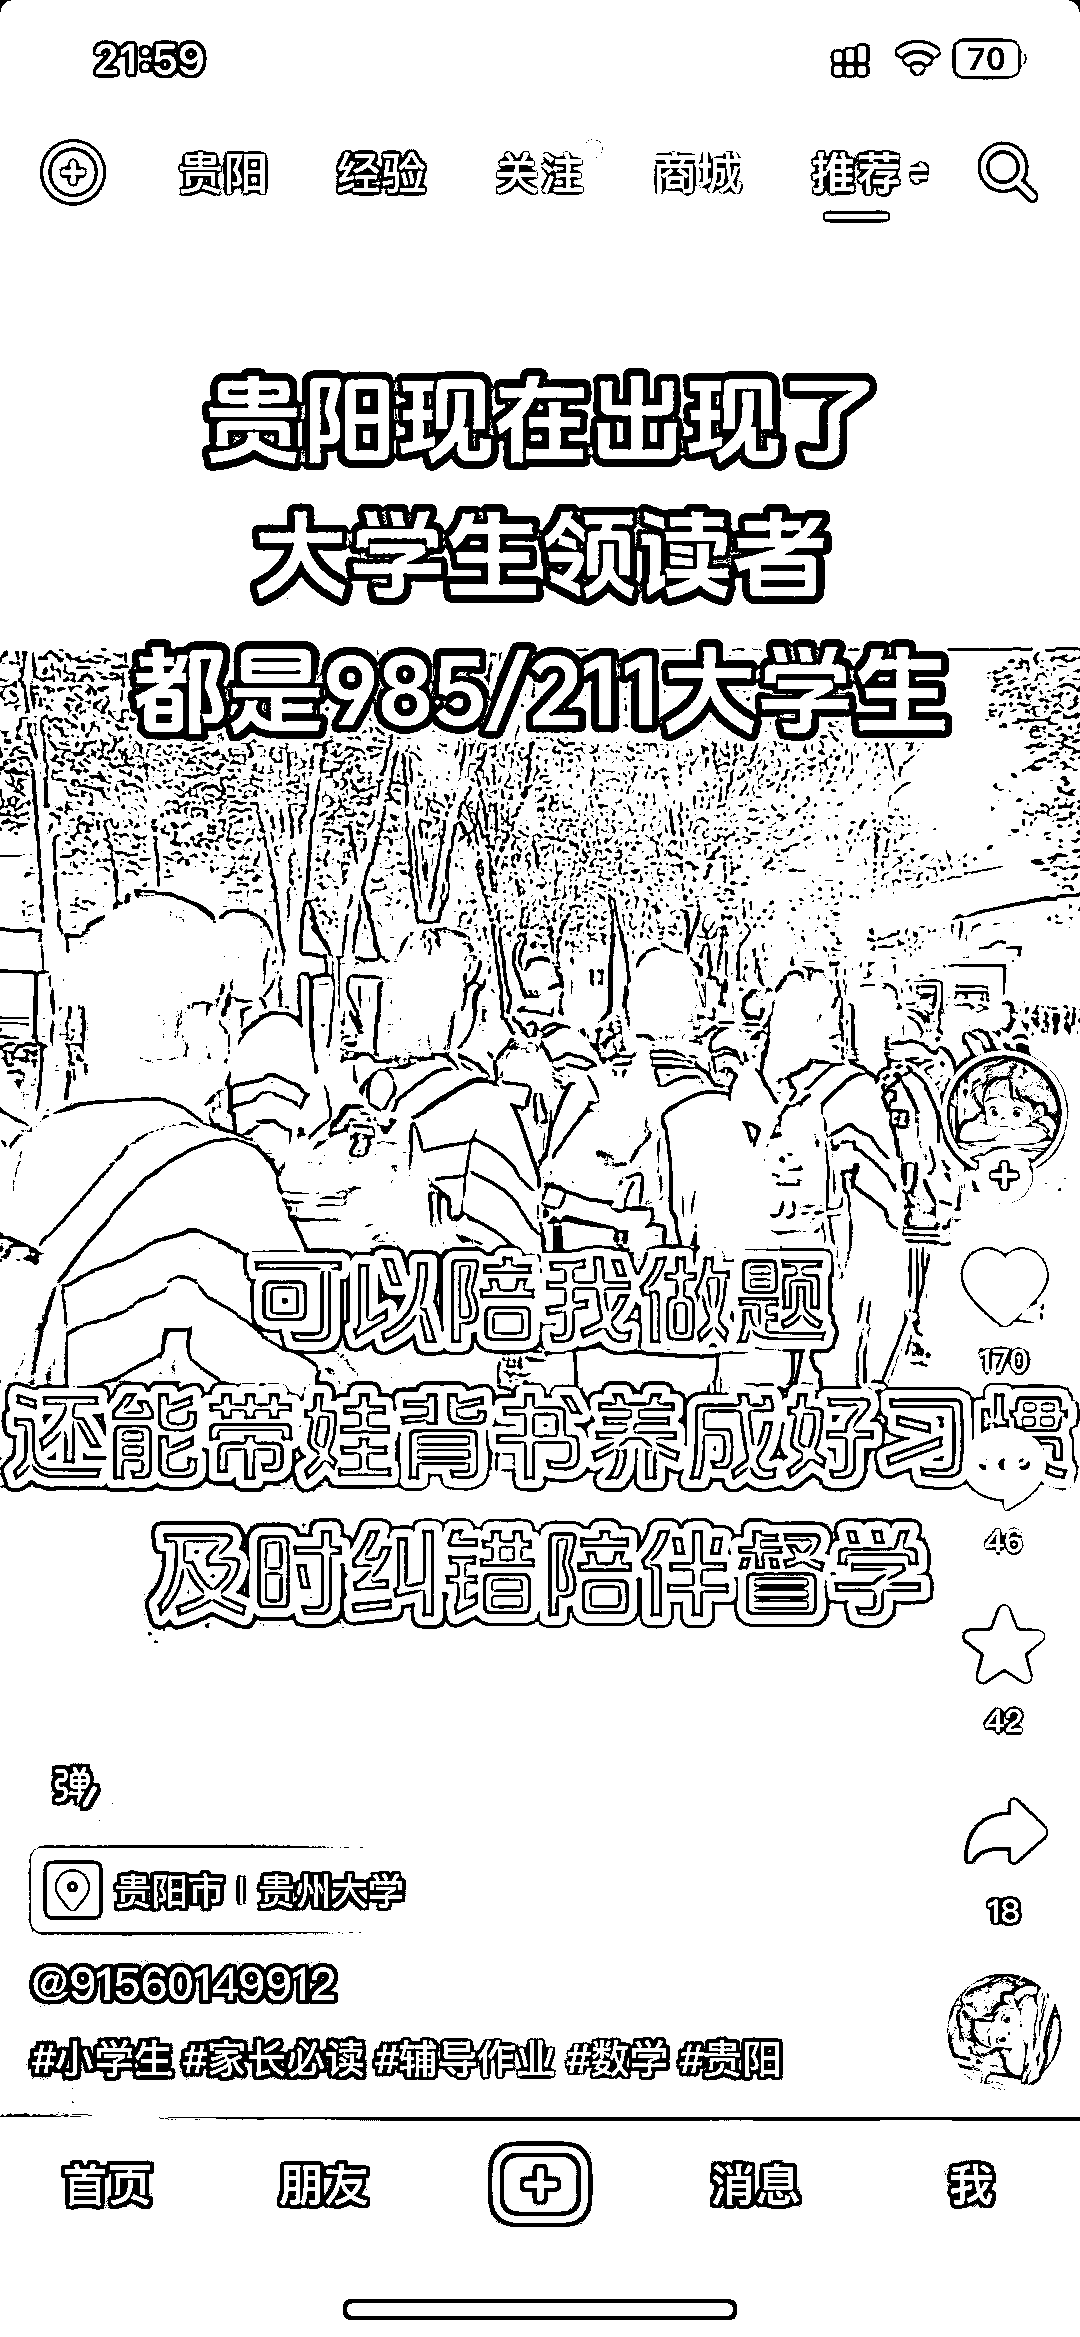 21:59
70
贵阳 经验 关注 商城 推荐
贵阳现在出现了
大学生领读者
都是985/211大学生
可以陪我做题
还能带娃背书养成好习惯
及时纠错陪伴督学
170
46
42
18
弹
贵阳市 | 贵州大学
@91560149912
#小学生 #家长必读 #辅导作业 #数学 #贵阳
首页 朋友 消息 我